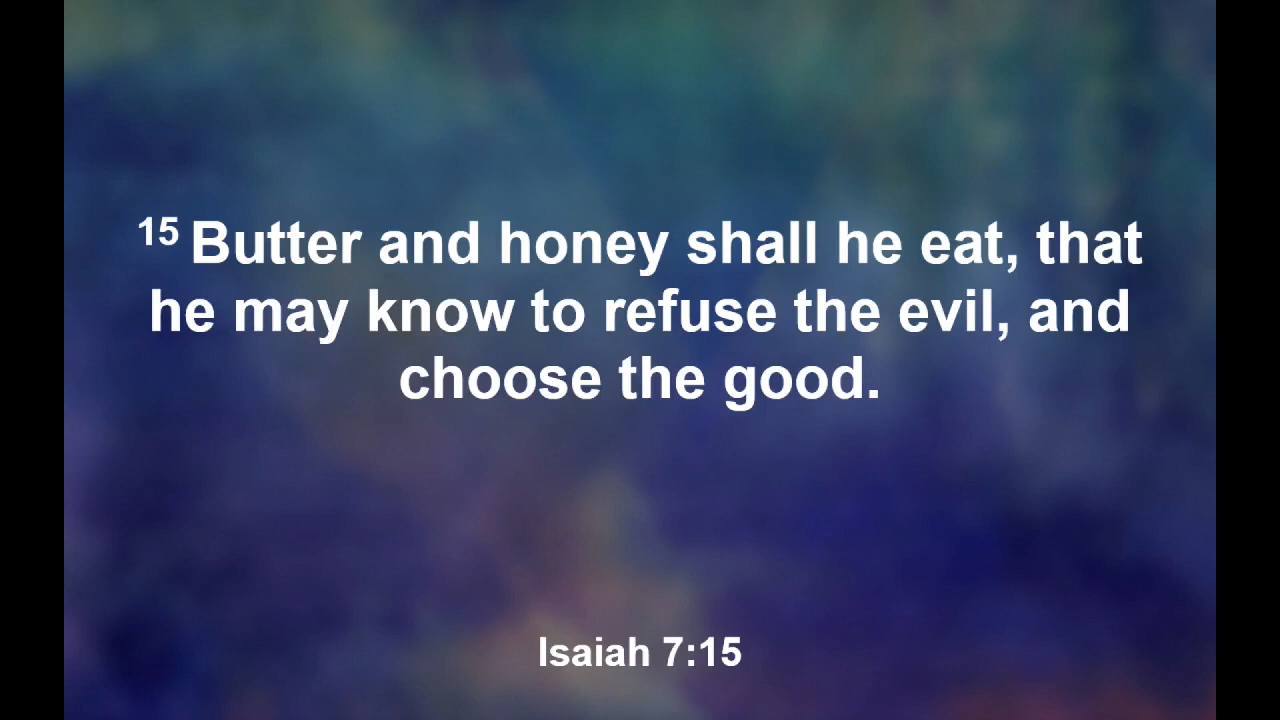 15 Butter and honey shall he eat, that
he may know to refuse the evil, and
choose the good.
Isaiah 7:15